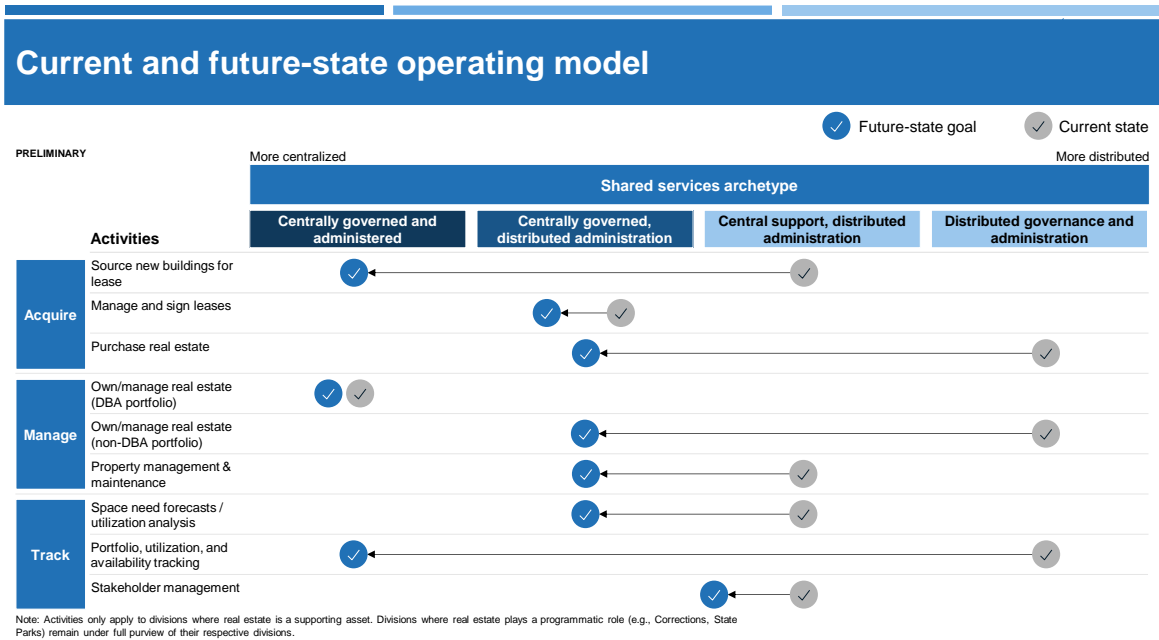 Current and future-state operating model
Future-state goal
Current state
PRELIMINARY
More centralized
More distributed
Shared services archetype
Activities
Centrally governed and
administered
Centrally governed,
distributed administration
Central support, distributed
administration
Distributed governance and
administration
Acquire
Source new buildings for
lease
Manage and sign leases
Purchase real estate
Manage
Own/manage real estate
(DBA portfolio)
Own/manage real estate
(non-DBA portfolio)
Property management &
maintenance
Track
Space need forecasts /
utilization analysis
Portfolio, utilization, and
availability tracking
Stakeholder management
Note: Activities only apply to divisions where real estate is a supporting asset. Divisions where real estate plays a programmatic role (e.g., Corrections, State
Parks) remain under full purview of their respective divisions.